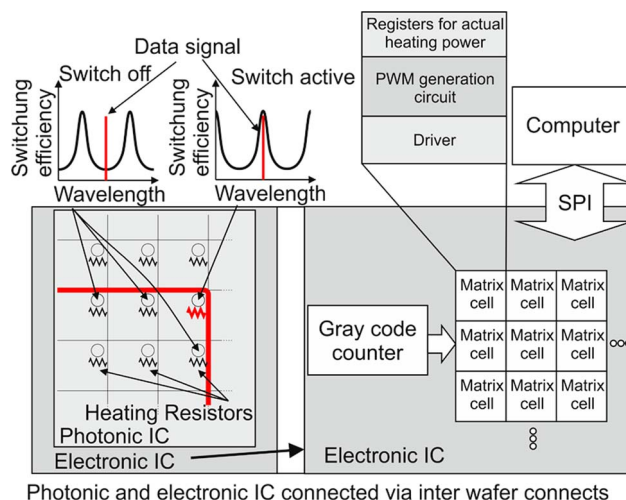 Data signal
Switch off
Switchung
efficiency
Wavelength
Switch active
Switchung
efficiency
Wavelength
Registers for actual
heating power
PWM generation
circuit
Driver
Computer
SPI
Heating Resistors
Photonic IC
Electronic IC
Gray code
counter
Matrix
cell
Matrix
cell
Matrix
cell
Matrix
cell
Matrix
cell
Matrix
cell
Matrix
cell
Matrix
cell
Matrix
cell
Electronic IC
Photonic and electronic IC connected via inter wafer connects